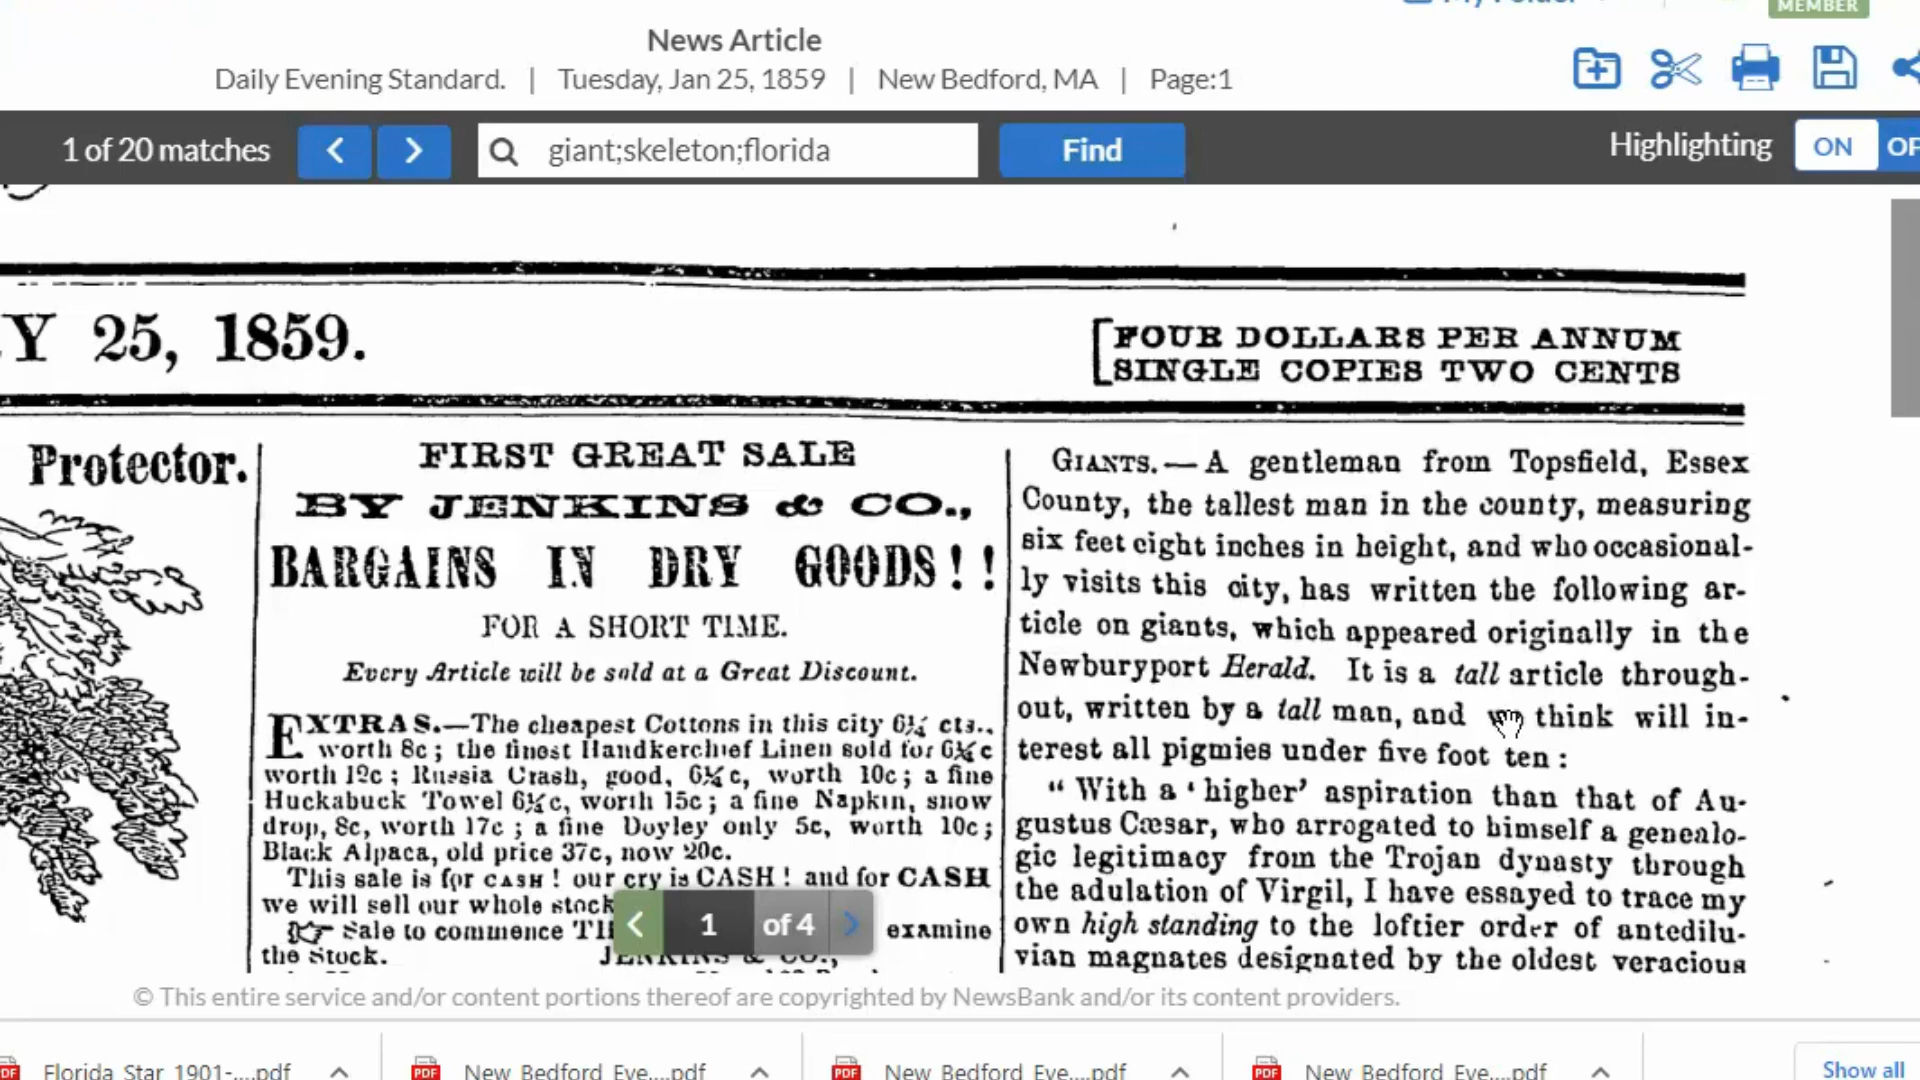 My Folder
MEMBER
News Article
Daily Evening Standard. | Tuesday, Jan 25, 1859 | New Bedford, MA | Page:1
1 of 20 matches
giant;skeleton;florida
Find
Highlighting
ON
OF
Y 25, 1859.
[FOUR DOLLARS PER ANNUM
SINGLE COPIES TWO CENTS
Protector.
FIRST GREAT SALE
BY JENKINS & CO.,
BARGAINS IN DRY GOODS!!
FOR A SHORT TIME.
Every Article will be sold at a Great Discount.
EXTRAS.—The cheapest Cottons in this city 6¼ cts.,
worth 8c; the finest Handkerchief Linen sold for 6¼c
worth 12c; Russia Crash, good, 6¼c, worth 10c; a fine
Huckabuck Towel 6¼c, worth 15c; a fine Napkin, snow
drop, 8c, worth 17c; a fine Doyley only 5c, worth 10c;
Black Alpaca, old price 37c, now 20c.
This sale is for CASH! our cry is CASH! and for CASH
we will sell our whole stock
Sale to commence examine
the Stock.
JENKINS & CO.,
GIANTS.—A gentleman from Topsfield, Essex
County, the tallest man in the county, measuring
six feet eight inches in height, and who occasional-
ly visits this city, has written the following ar-
ticle on giants, which appeared originally in the
Newburyport Herald. It is a tall article through-
out, written by a tall man, and we think will in-
terest all pigmies under five foot ten:
"With a 'higher' aspiration than that of Au-
gustus Cæsar, who arrogated to himself a genealo-
gic legitimacy from the Trojan dynasty through
the adulation of Virgil, I have essayed to trace my
own high standing to the loftier order of antedilu-
vian magnates designated by the oldest veracious
1 of 4
© This entire service and/or content portions thereof are copyrighted by NewsBank and/or its content providers.
Florida Star 1901-....pdf
New Bedford Eve....pdf
New Bedford Eve....pdf
New Bedford Eve....pdf
Show all